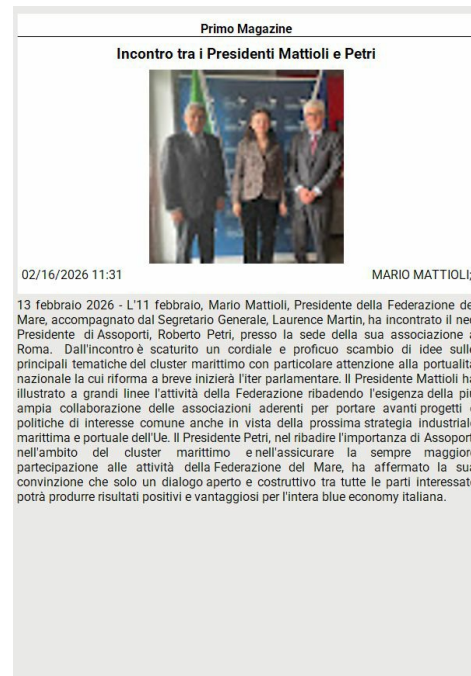 Primo Magazine
Incontro tra i Presidenti Mattioli e Petri
02/16/2026 11:31 MARIO MATTIOLI;
13 febbraio 2026 - L'11 febbraio, Mario Mattioli, Presidente della Federazione de
Mare, accompagnato dal Segretario Generale, Laurence Martin, ha incontrato il ne
Presidente di Assoporti, Roberto Petri, presso la sede della sua associazione a
Roma. Dall'incontro è scaturito un cordiale e proficuo scambio di idee sulle
principali tematiche del cluster marittimo con particolare attenzione alla portualità
nazionale la cui riforma a breve inizierà l'iter parlamentare. Il Presidente Mattioli ha
illustrato a grandi linee l'attività della Federazione ribadendo l'esigenza della più
ampia collaborazione delle associazioni aderenti per portare avanti progetti e
politiche di interesse comune anche in vista della prossima strategia industriale
marittima e portuale dell'Ue. Il Presidente Petri, nel ribadire l'importanza di Assoport
nell'ambito del cluster marittimo e nell'assicurare la sempre maggiore
partecipazione alle attività della Federazione del Mare, ha affermato la sua
convinzione che solo un dialogo aperto e costruttivo tra tutte le parti interessate
potrà produrre risultati positivi e vantaggiosi per l'intera blue economy italiana.